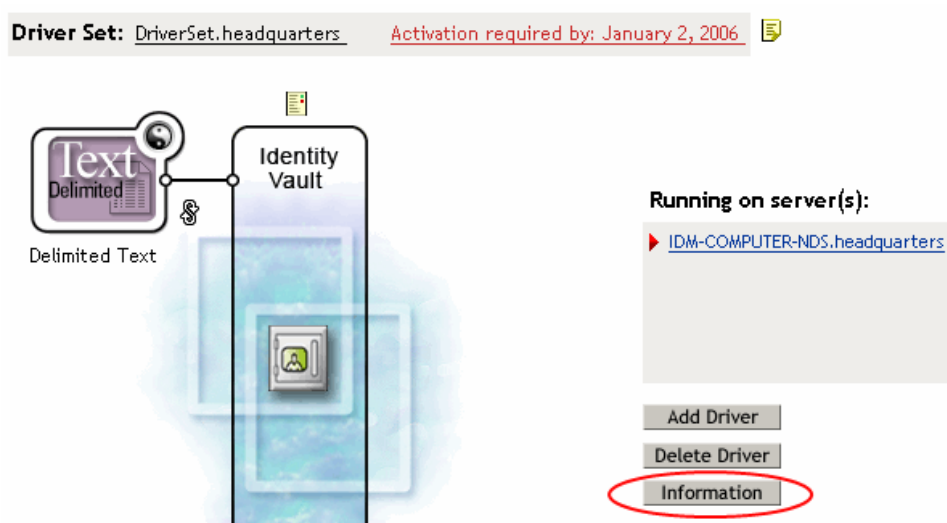 Driver Set: DriverSet.headquarters Activation required by: January 2, 2006
Text
Delimited
Delimited Text
Identity
Vault
Running on server(s):
IDM-COMPUTER-NDS.headquarters
Add Driver
Delete Driver
Information